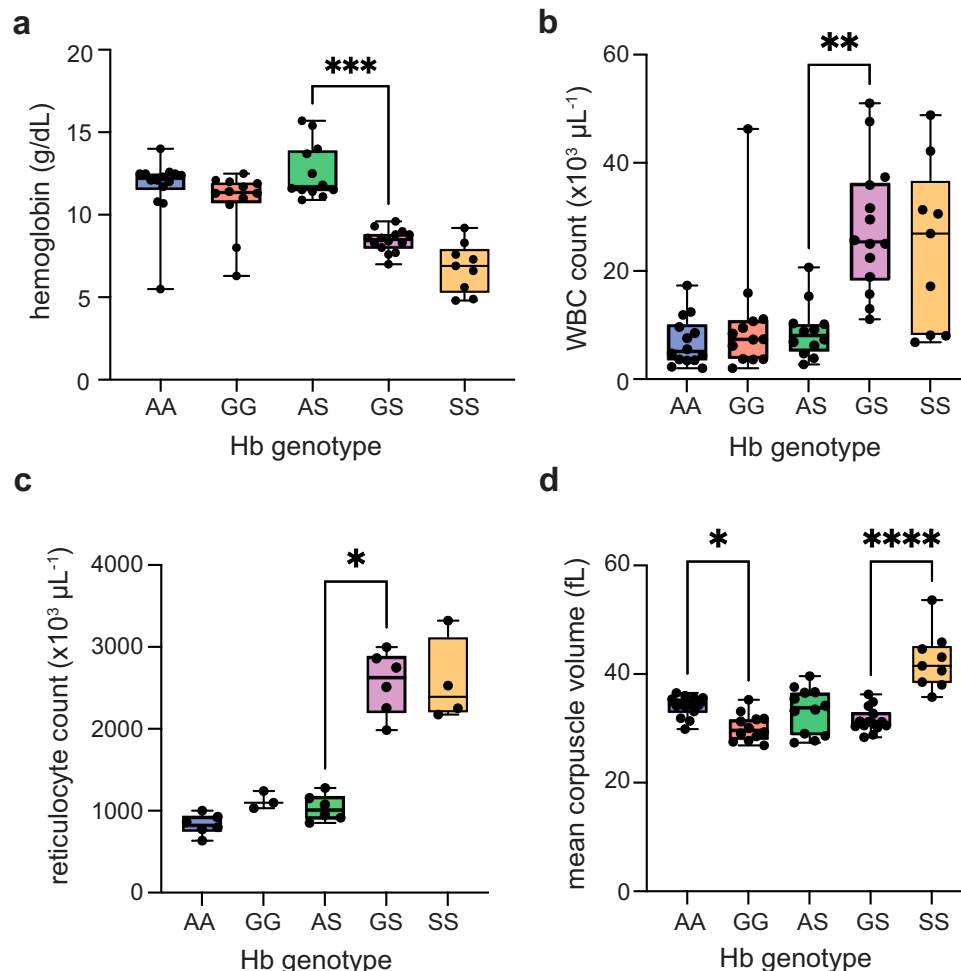 a
hemoglobin (g/dL)
20
15
10
5
0
***
AA GG AS GS SS
Hb genotype
b
WBC count (x10³ µL⁻¹)
60
40
20
0
**
AA GG AS GS SS
Hb genotype
c
reticulocyte count (x10³ µL⁻¹)
4000
3000
2000
1000
0
*
AA GG AS GS SS
Hb genotype
d
mean corpuscle volume (fL)
60
40
20
0
* ****
AA GG AS GS SS
Hb genotype